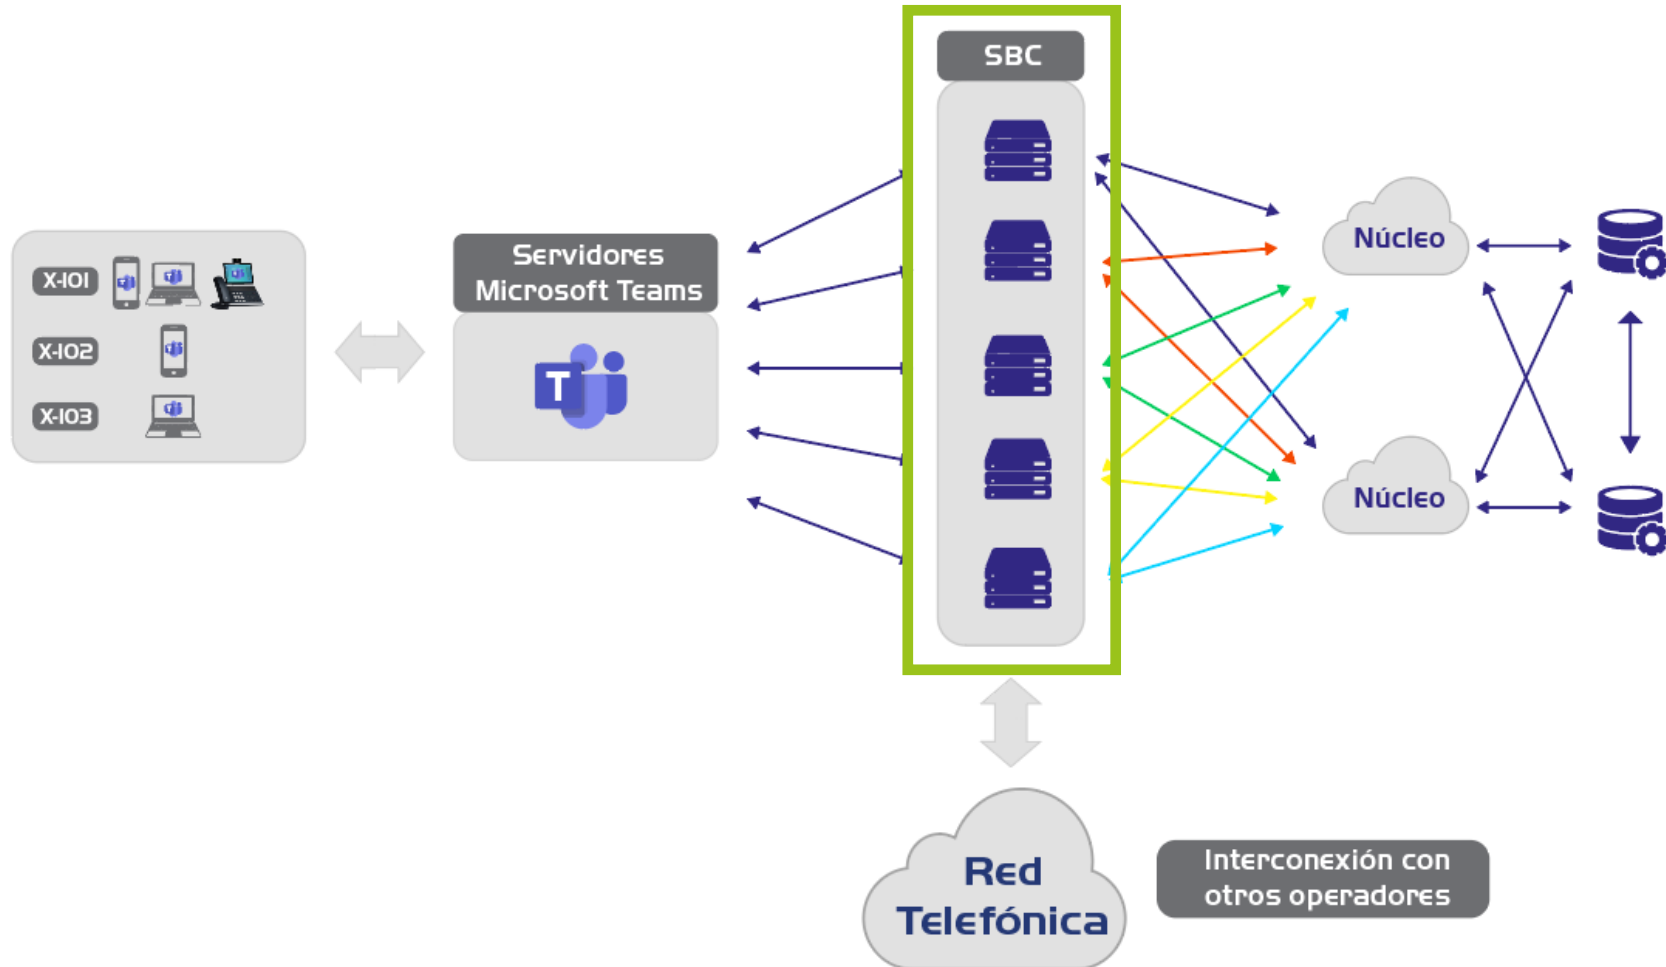 SBC
Servidores
Microsoft Teams
X-101
X-102
X-103
T
Núcleo
Núcleo
Red
Telefónica
Interconexión con
otros operadores